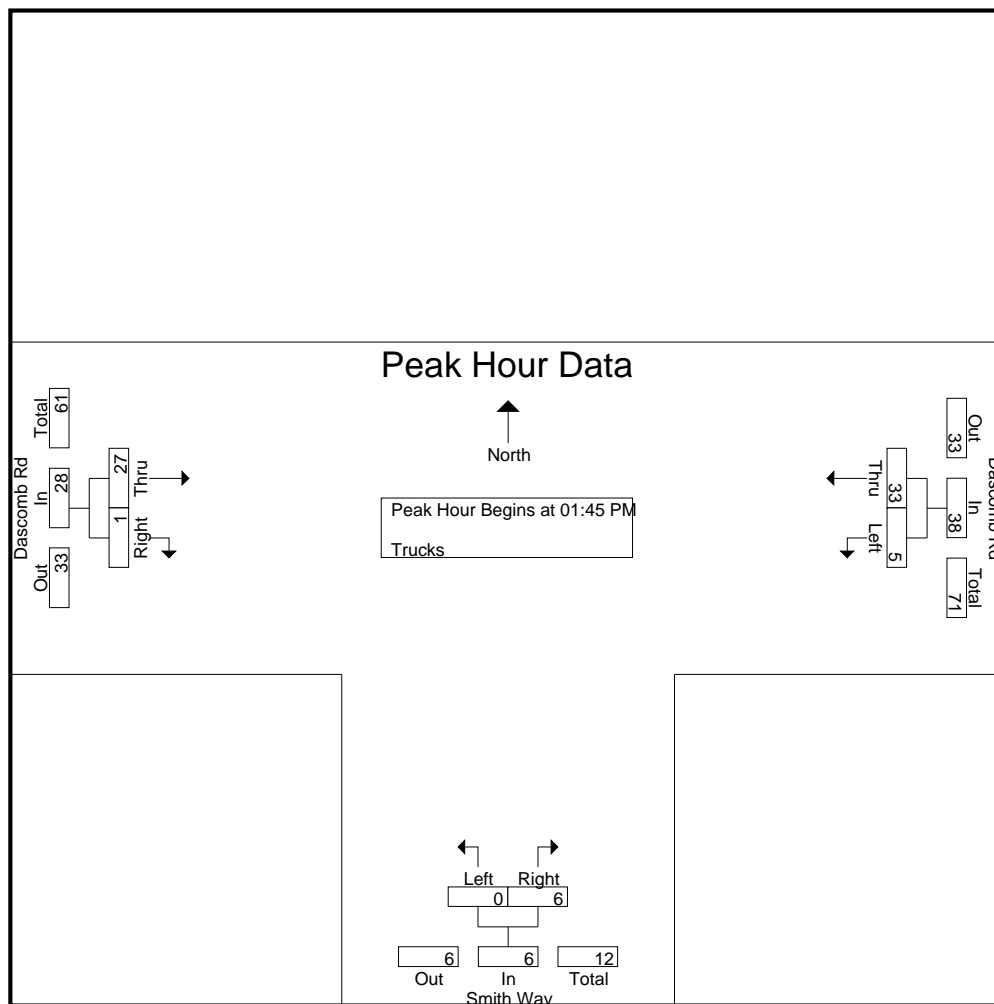 Peak Hour Data
North
Peak Hour Begins at 01:45 PM
Trucks
Dascomb Rd
Total
61
In
28
Out
33
27
Thru
1
Right
Dascomb Rd
Out
33
In
38
Total
71
Thru
33
Left
5
Left Right
0 6
6 6 12
Out In Total
Smith Way